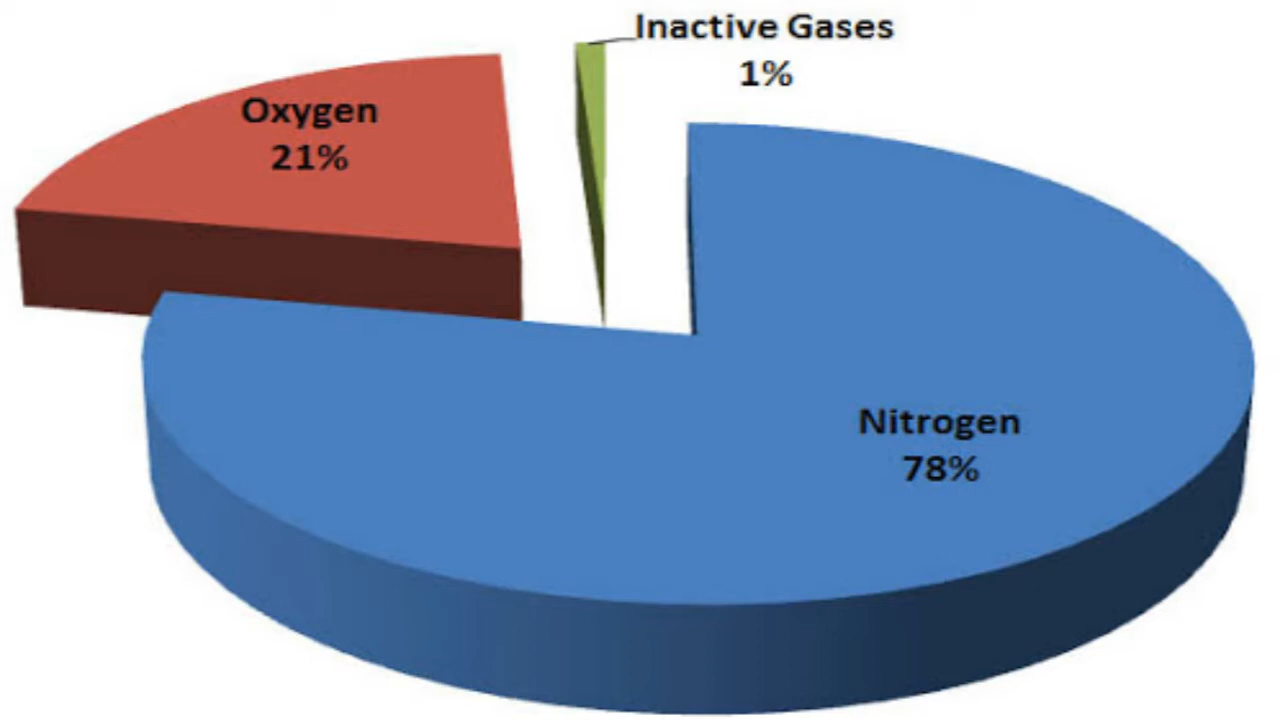 Inactive Gases
1%
Oxygen
21%
Nitrogen
78%